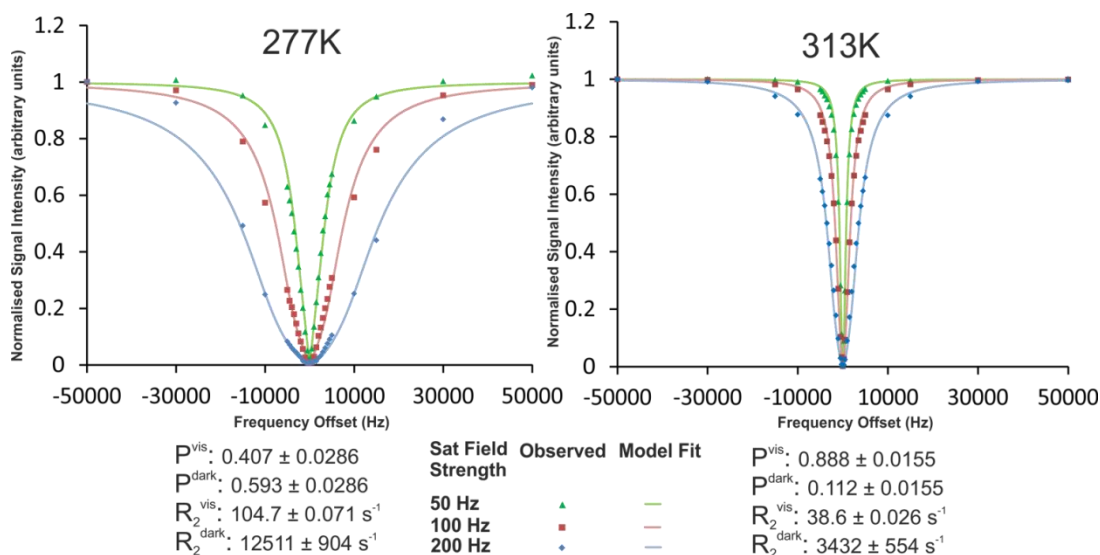 277K
Normalised Signal Intensity (arbitrary units)
1
0.8
0.6
0.4
0.2
0
-50000 -30000 -10000 10000 30000 50000
Frequency Offset (Hz)
313K
Normalised Signal Intensity (arbitrary units)
1
0.8
0.6
0.4
0.2
0
-50000 -30000 -10000 10000 30000 50000
Frequency Offset (Hz)
P^vis: 0.407 ± 0.0286
P^dark: 0.593 ± 0.0286
R₂^vis: 104.7 ± 0.071 s⁻¹
R₂^dark: 12511 ± 904 s⁻¹
Sat Field Strength Observed Model Fit
50 Hz
100 Hz
200 Hz
P^vis: 0.888 ± 0.0155
P^dark: 0.112 ± 0.0155
R₂^vis: 38.6 ± 0.026 s⁻¹
R₂^dark: 3432 ± 554 s⁻¹